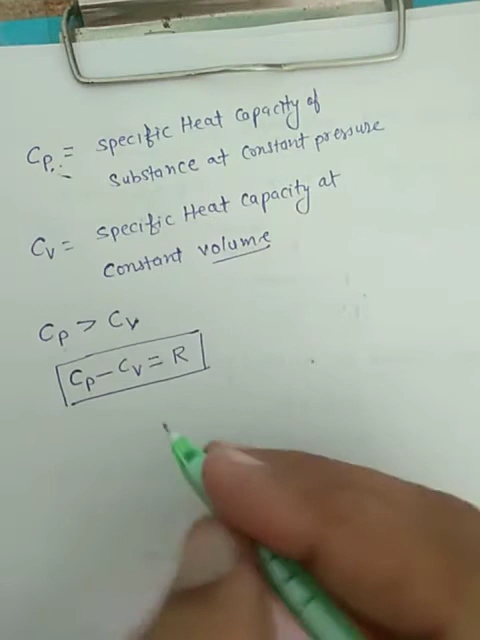 Cp. = Specific Heat Capacity of
Substance at Constant pressure
Cv = Specific Heat Capacity at
Constant volume
Cp > Cv
Cp - Cv = R